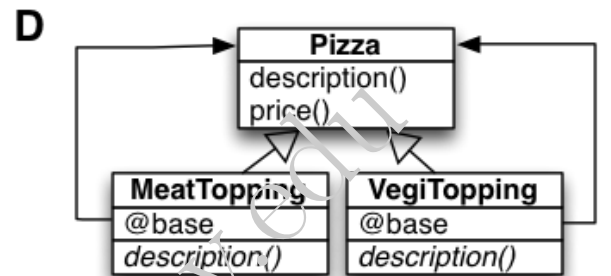 D
Pizza
description()
price()
MeatTopping
VegiTopping
@base
@base
description()
description()